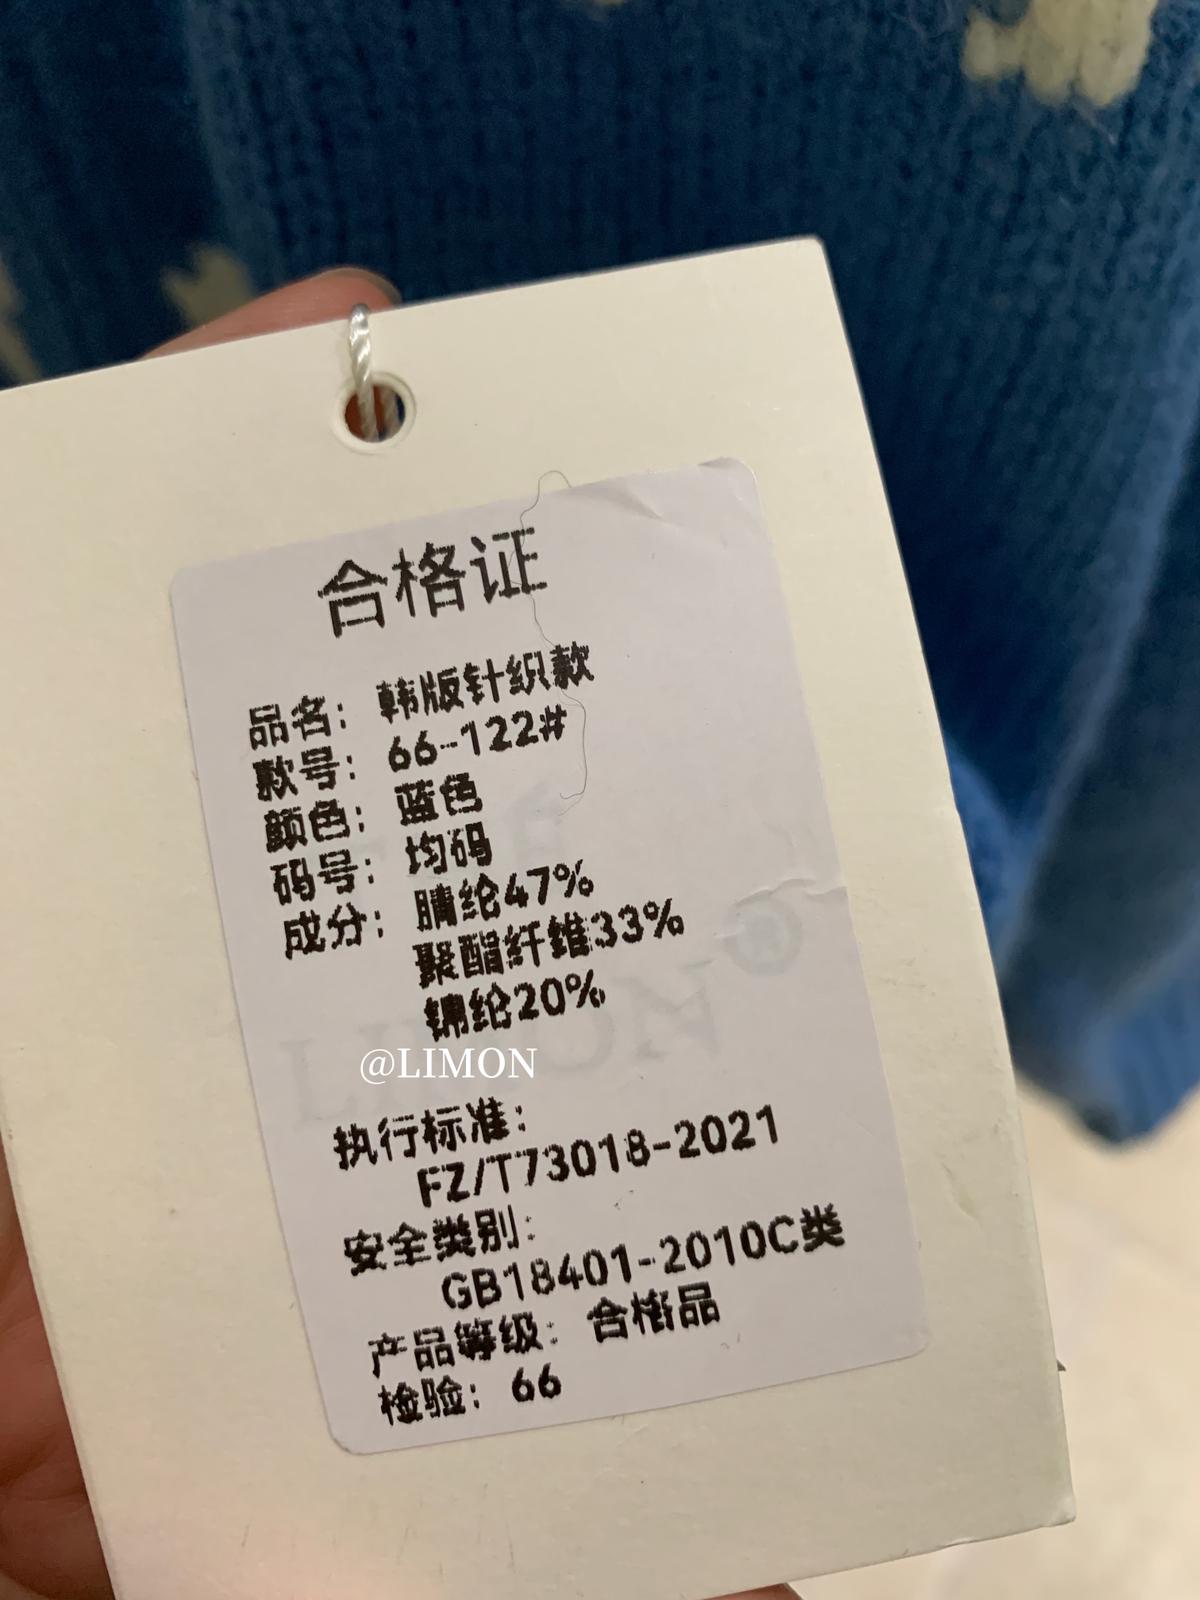 合格证
品名：韩版针织款
款号：66-122#
颜色：蓝色
码号：均码
成分：腈纶47%
聚酯纤维33%
锦纶20%
@LIMON
执行标准：
FZ/T73018-2021
安全类别：
GB18401-2010C类
产品等级：合格品
检验：66